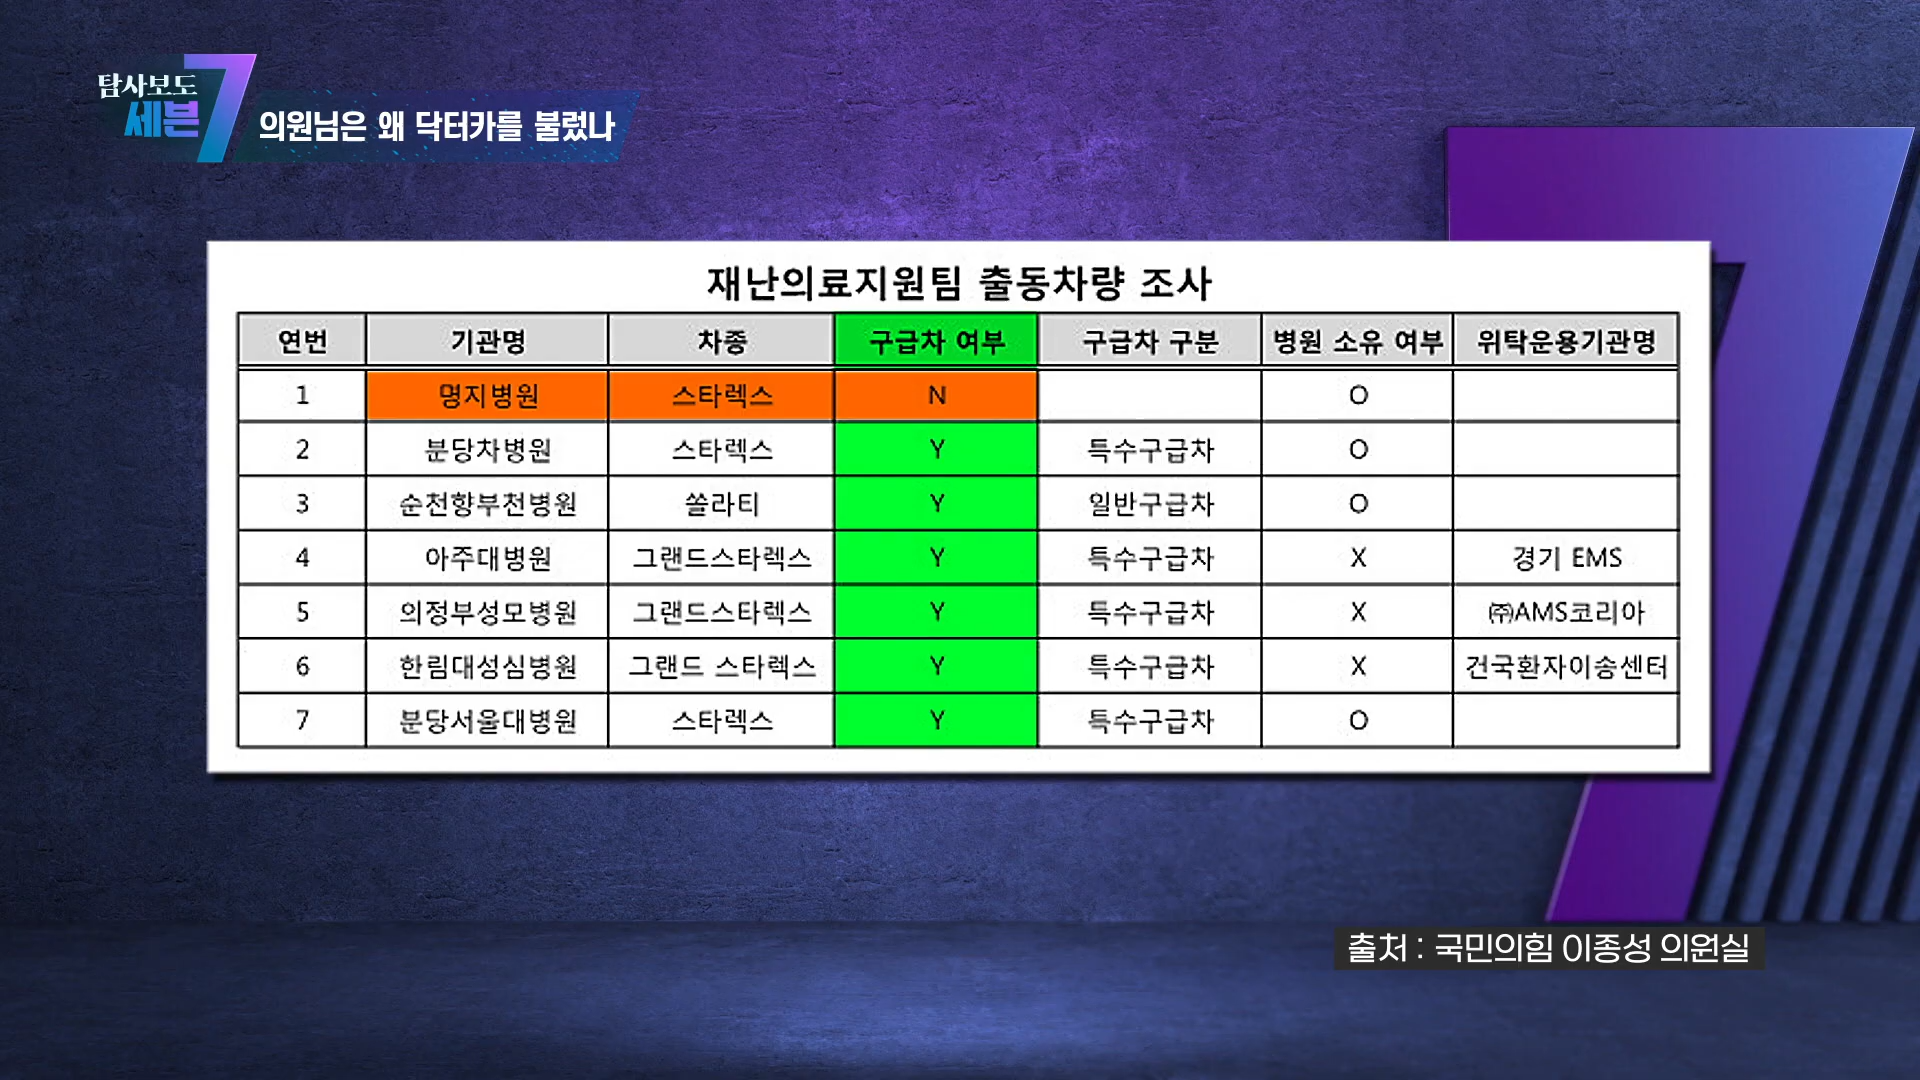 탐사보도
세븐 7
의원님은 왜 닥터카를 불렀나
재난의료지원팀 출동차량 조사
연번 기관명 차종 구급차 여부 구급차 구분 병원 소유 여부 위탁운용기관명
1 명지병원 스타렉스 N O
2 분당차병원 스타렉스 Y 특수구급차 O
3 순천향부천병원 쏠라티 Y 일반구급차 O
4 아주대병원 그랜드스타렉스 Y 특수구급차 X 경기 EMS
5 의정부성모병원 그랜드스타렉스 Y 특수구급차 X ㈜AMS코리아
6 한림대성심병원 그랜드 스타렉스 Y 특수구급차 X 건국환자이송센터
7 분당서울대병원 스타렉스 Y 특수구급차 O
출처 : 국민의힘 이종성 의원실